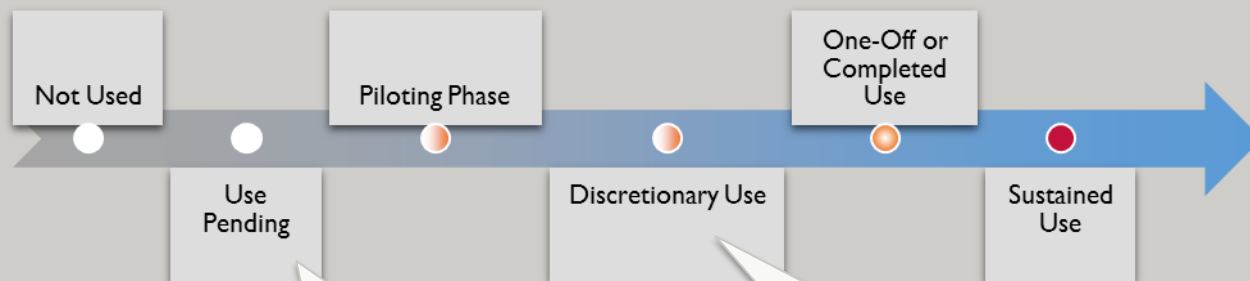 Not Used
Use
Pending
Piloting Phase
Discretionary Use
One-Off or
Completed
Use
Sustained
Use